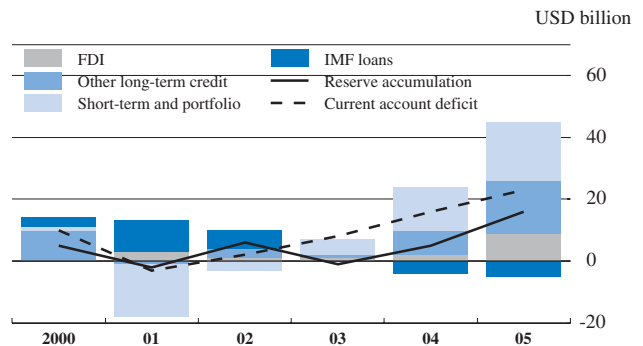 USD billion
FDI
IMF loans
60
Other long-term credit
Reserve accumulation
Short-term and portfolio
Current account deficit
40
20
0
-20
2000 01 02 03 04 05